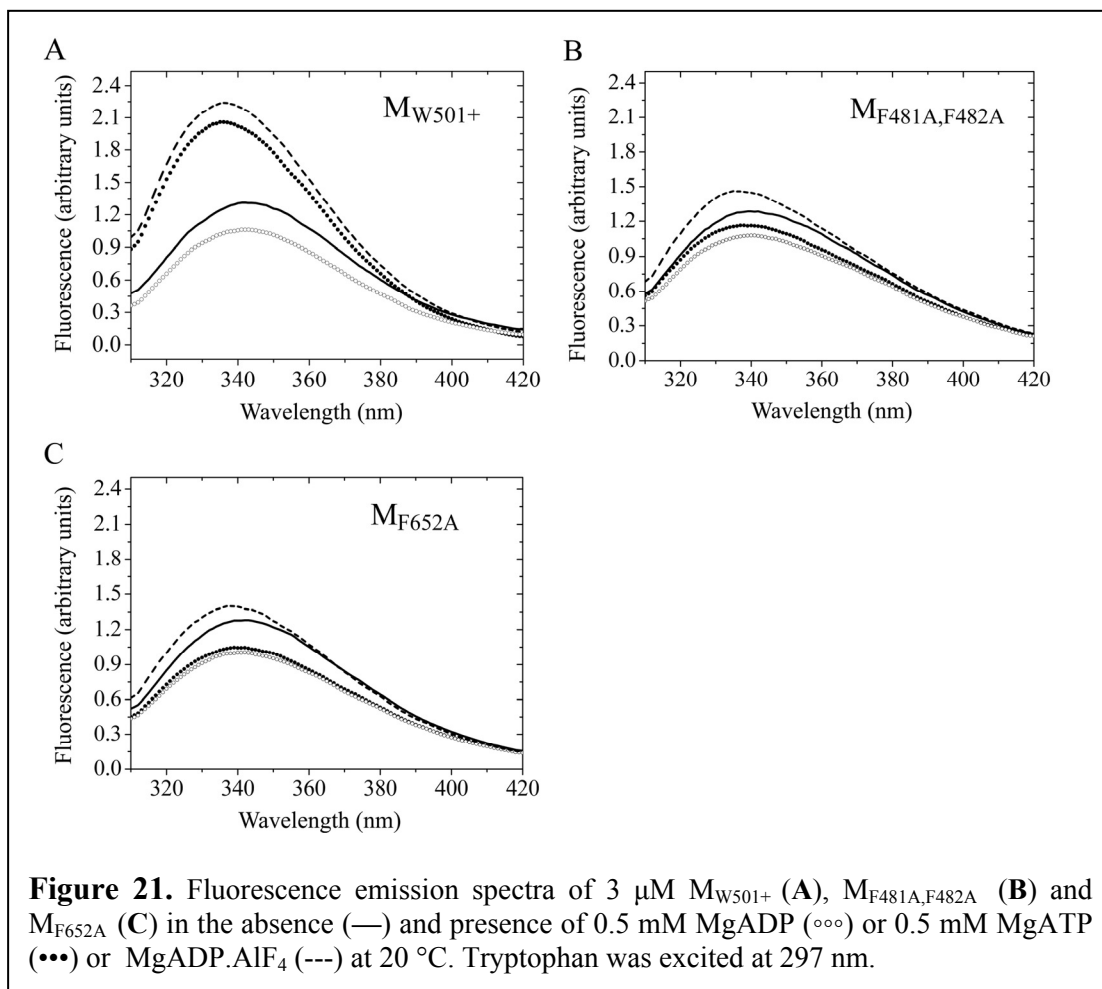 A
B
2.4
2.1
1.8
1.5
1.2
0.9
0.6
0.3
0.0
Fluorescence (arbitrary units)
M_W501+
320 340 360 380 400 420
Wavelength (nm)
2.4
2.1
1.8
1.5
1.2
0.9
0.6
0.3
0.0
Fluorescence (arbitrary units)
M_F481A,F482A
320 340 360 380 400 420
Wavelength (nm)
C
2.4
2.1
1.8
1.5
1.2
0.9
0.6
0.3
0.0
Fluorescence (arbitrary units)
M_F652A
320 340 360 380 400 420
Wavelength (nm)
Figure 21. Fluorescence emission spectra of 3 μM M_W501+ (A), M_F481A,F482A (B) and
M_F652A (C) in the absence (—) and presence of 0.5 mM MgADP (∘∘∘) or 0.5 mM MgATP
(•••) or MgADP.AlF4 (---) at 20 °C. Tryptophan was excited at 297 nm.